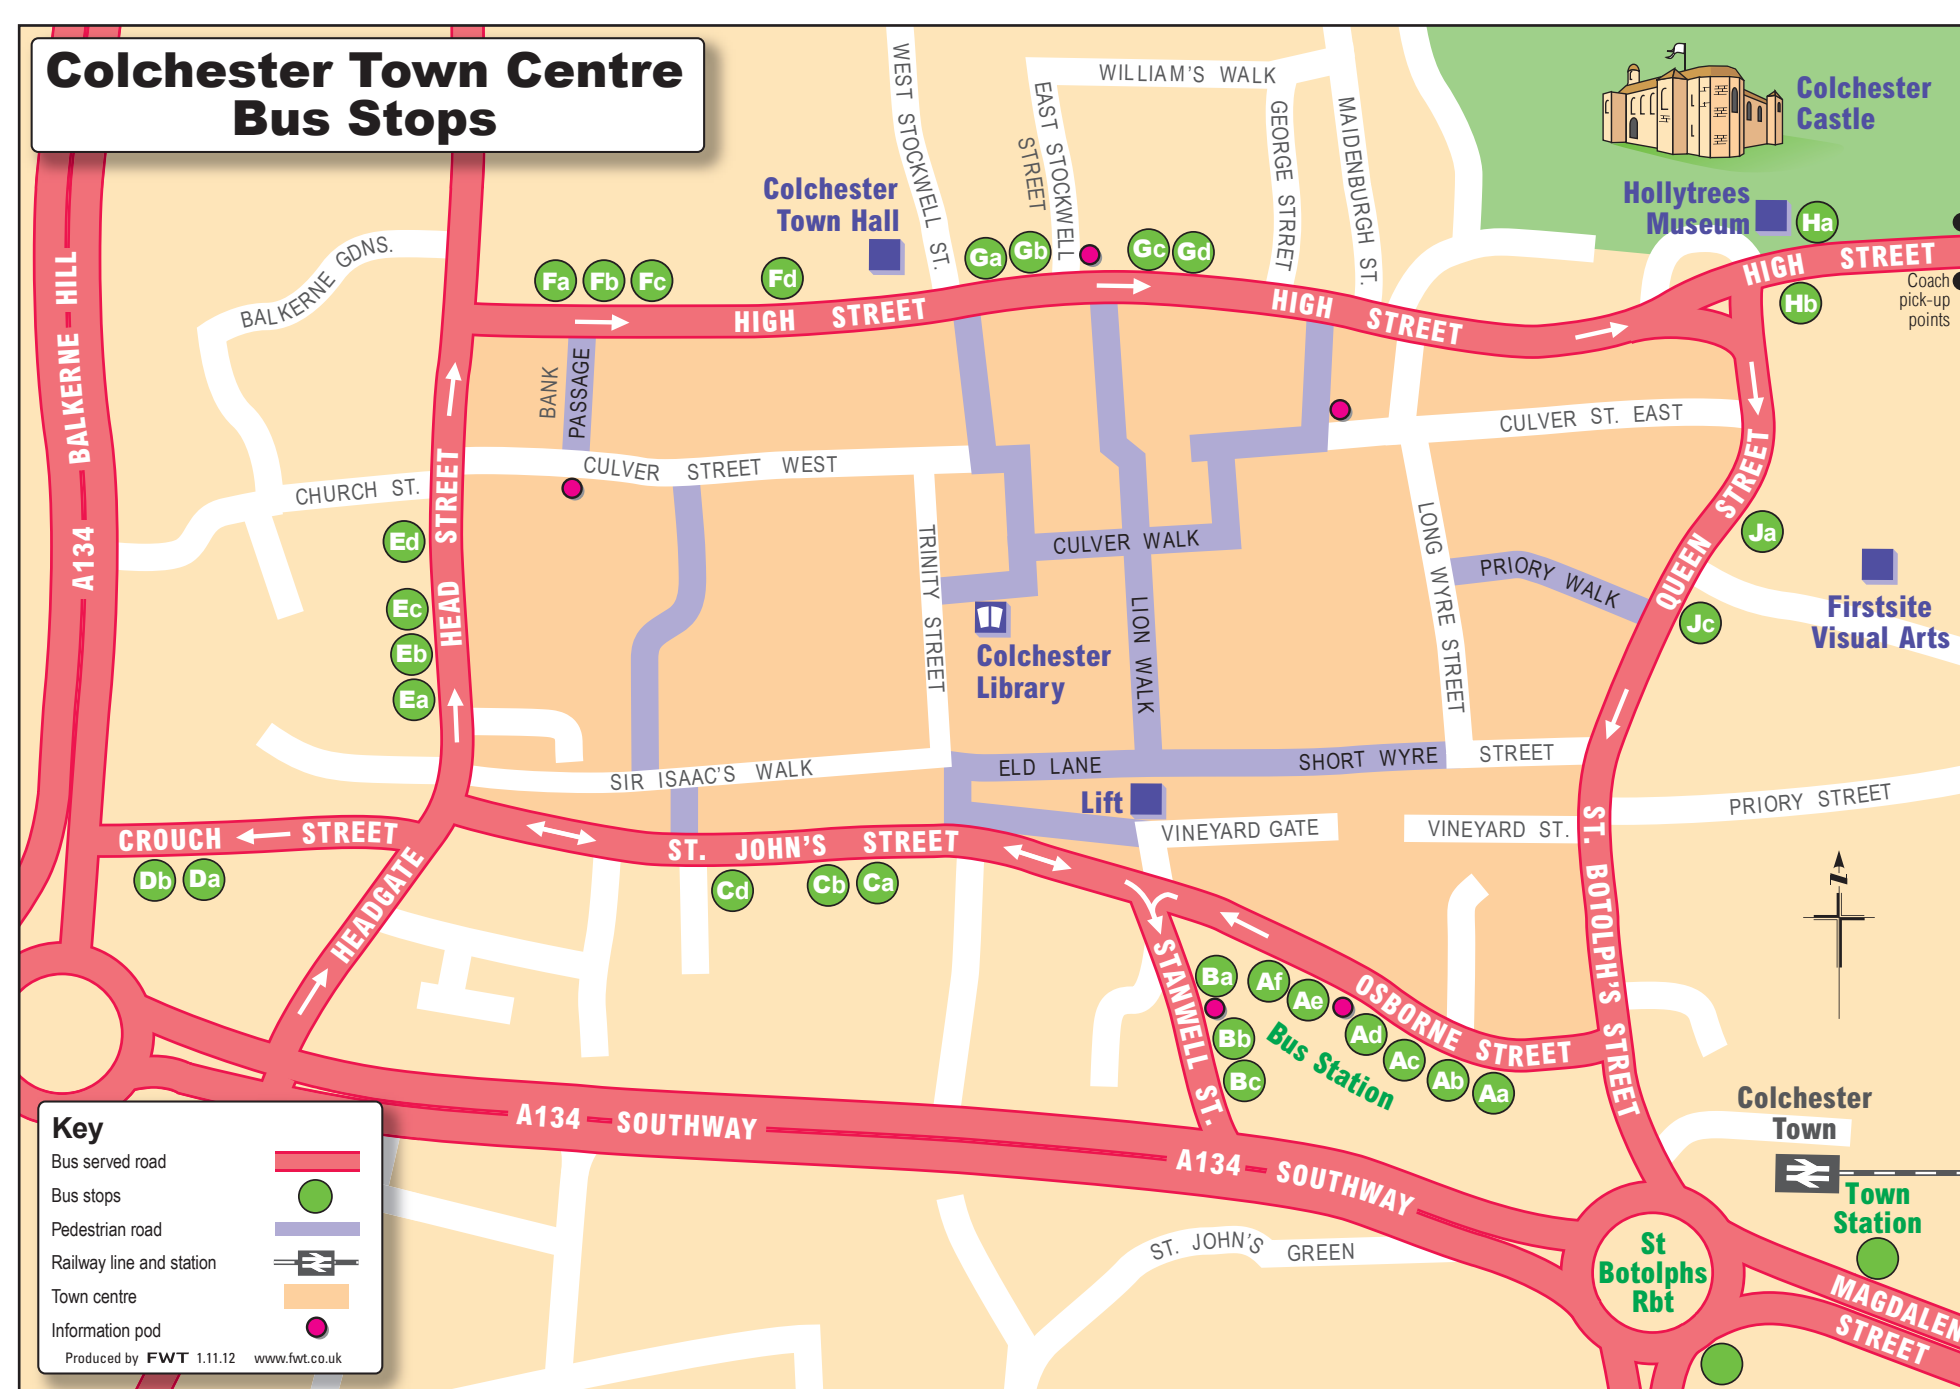 Colchester Town Centre
Bus Stops
WEST STOCKWELL ST.
EAST STOCKWELL
STREET
WILLIAM'S WALK
GEORGE STRRET
MAIDENBURGH ST.
Colchester
Castle
Hollytrees
Museum
Ha
HIGH STREET
Hb
Coach
pick-up
points
Colchester
Town Hall
Fa
Fb
Fc
Fd
Ga
Gb
Gc
Gd
HIGH STREET
HIGH STREET
BALKERNE GDNS.
BALKERNE HILL
A134
BANK
PASSAGE
CULVER STREET WEST
CULVER ST. EAST
CHURCH ST.
HEAD STREET
Ed
Ec
Eb
Ea
TRINITY STREET
CULVER WALK
LION WALK
LONG WYRE STREET
PRIORY WALK
QUEEN STREET
Ja
Jc
Firstsite
Visual Arts
Colchester
Library
SIR ISAAC'S WALK
ELD LANE
SHORT WYRE
STREET
Lift
VINEYARD GATE
VINEYARD ST.
PRIORY STREET
CROUCH STREET
Db
Da
HEADGATE
ST. JOHN'S STREET
Cd
Cb
Ca
ST. BOTOLPH'S STREET
STANWELL ST.
Ba
Bb
Bc
Af
Ae
Ad
Ac
Ab
Aa
Bus Station
OSBORNE STREET
N
A134 SOUTHWAY
A134 SOUTHWAY
Colchester
Town
Town
Station
St
Botolphs
Rbt
MAGDALEN
STREET
ST. JOHN'S GREEN
Key
Bus served road
Bus stops
Pedestrian road
Railway line and station
Town centre
Information pod
Produced by FWT 1.11.12 www.fwt.co.uk